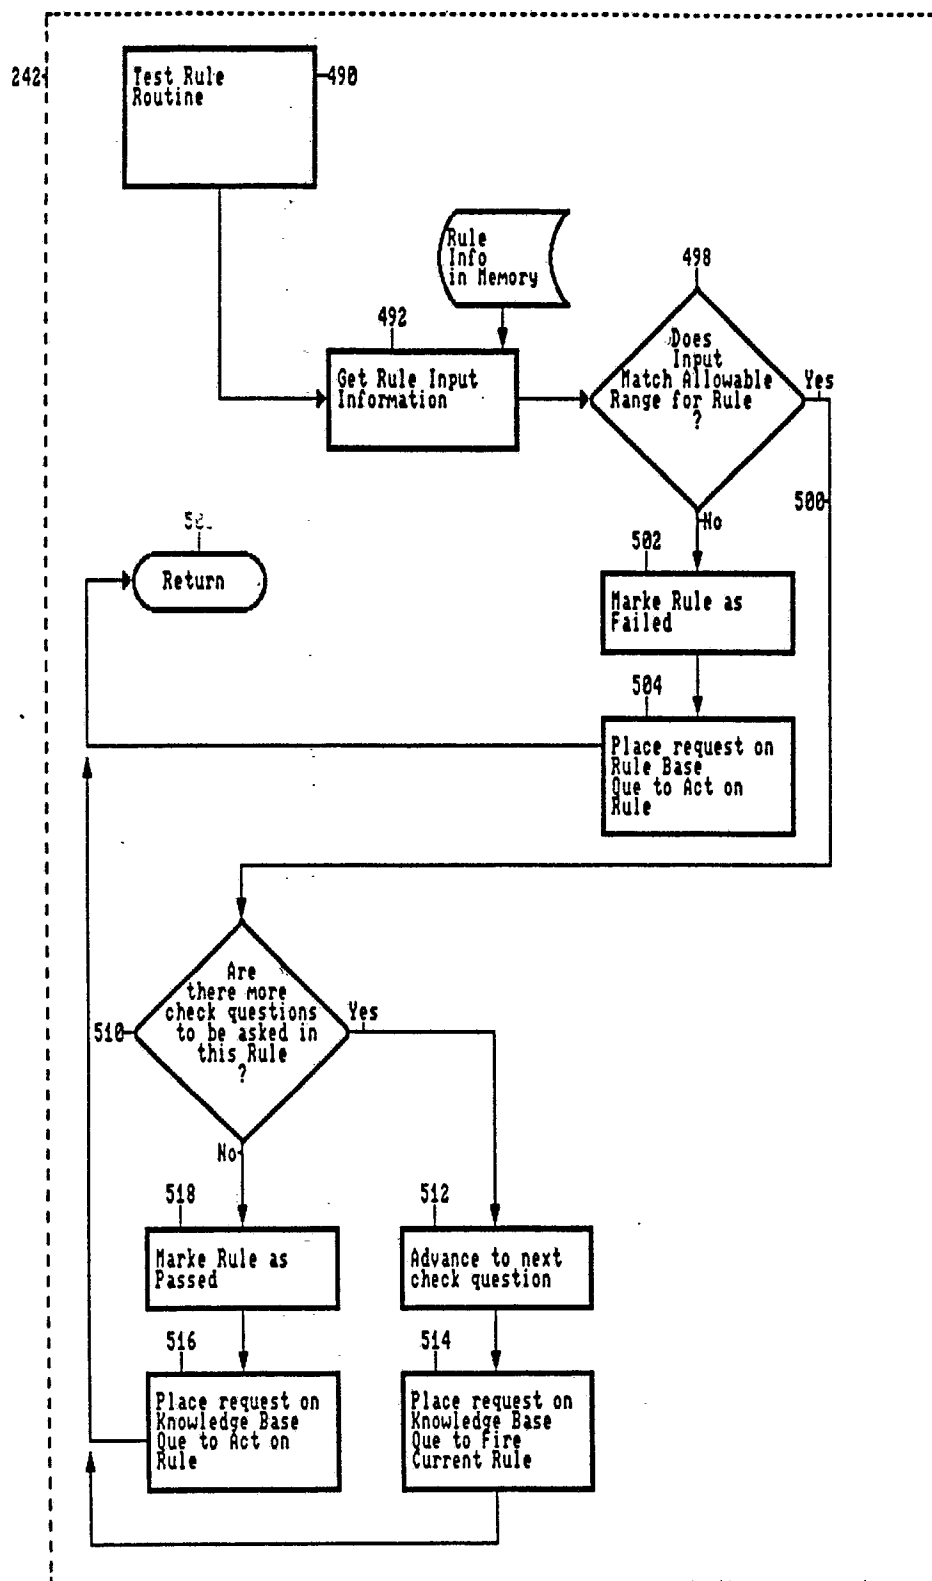 242
Test Rule
Routine
490
Rule
Info
in Memory
492
Get Rule Input
Information
498
Does
Input
Match Allowable
Range for Rule
?
Yes
500
No
502
Marke Rule as
Failed
504
Place request on
Rule Base
Que to Act on
Rule
Return
Are
there more
check questions
to be asked in
this Rule
?
510
Yes
No
518
Marke Rule as
Passed
516
Place request on
Knowledge Base
Que to Act on
Rule
512
Advance to next
check question
514
Place request on
Knowledge Base
Que to Fire
Current Rule